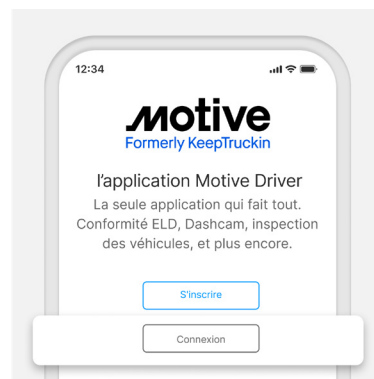 12:34
motive
Formerly KeepTruckin
l'application Motive Driver
La seule application qui fait tout.
Conformité ELD, Dashcam, inspection
des véhicules, et plus encore.
S'inscrire
Connexion